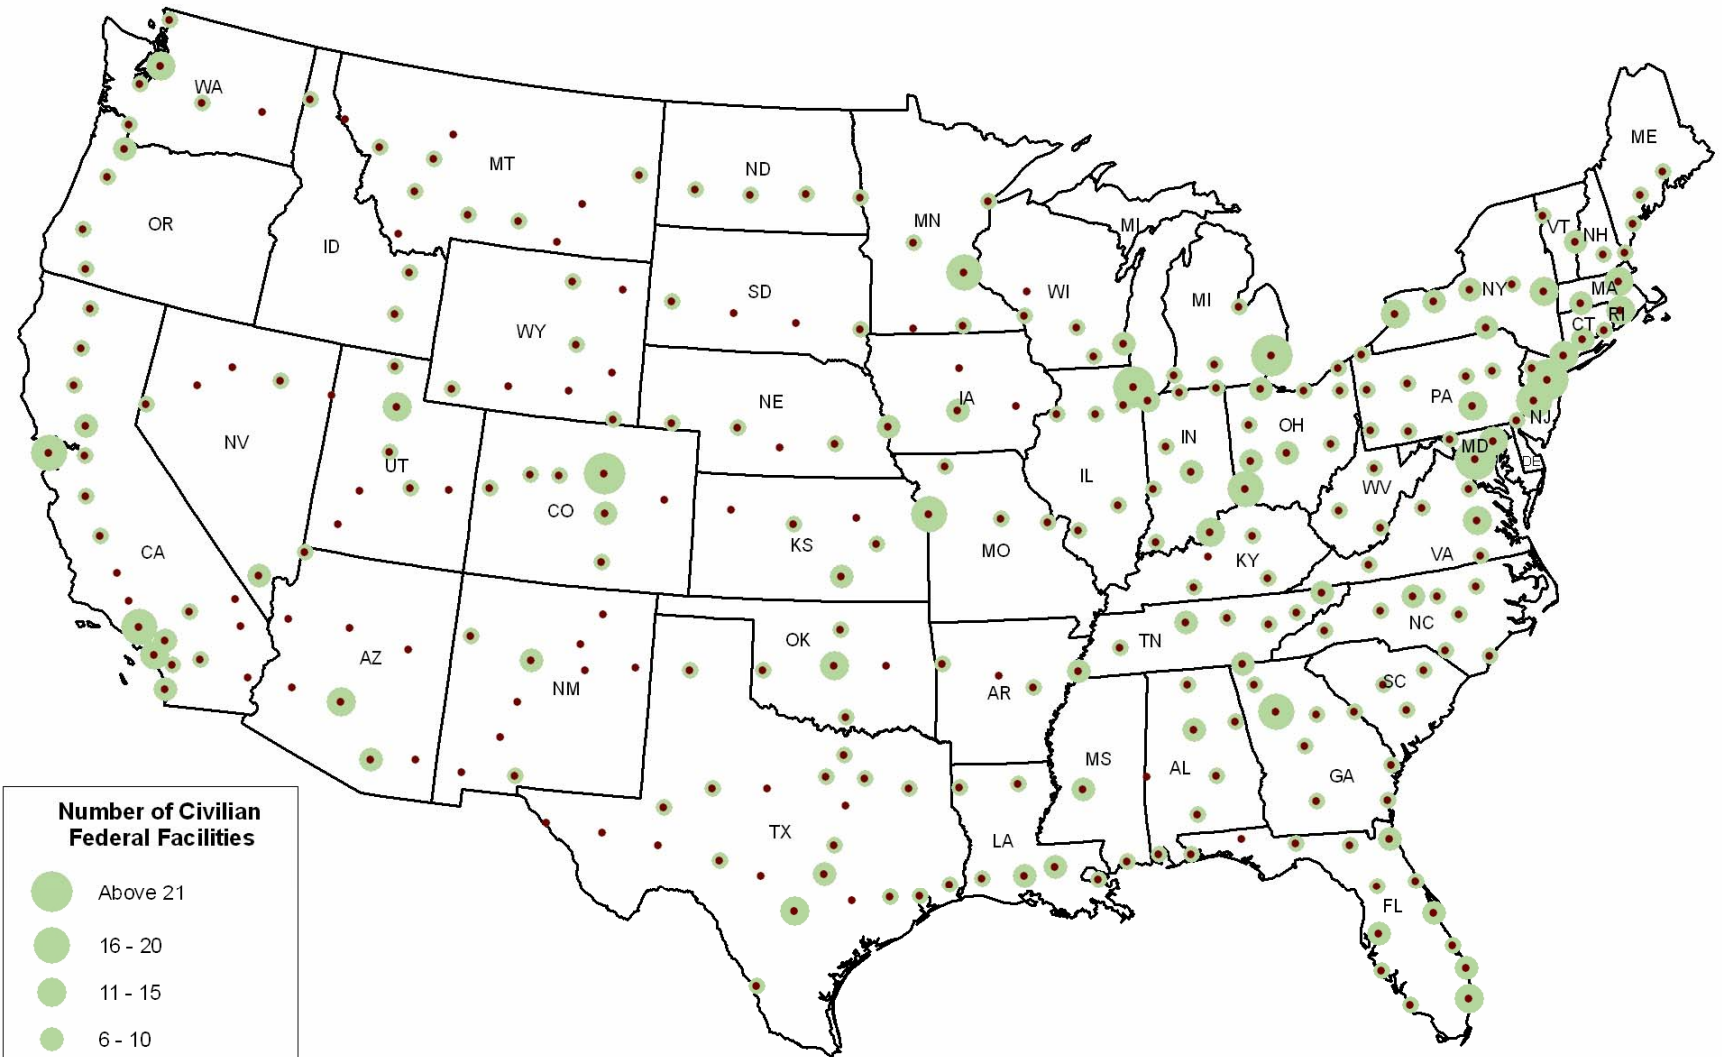 ME
WA
MT
ND
VT
NH
OR
MN
MI
ID
NY
MA
SD
WI
MI
RI
CT
WY
NE
IA
PA
NJ
OH
NV
IN
MD
UT
DE
IL
WV
CO
KS
MO
CA
KY
VA
NC
OK
TN
AZ
SC
NM
AR
MS
AL
GA
TX
LA
FL
Number of Civilian
Federal Facilities
Above 21
16 - 20
11 - 15
6 - 10